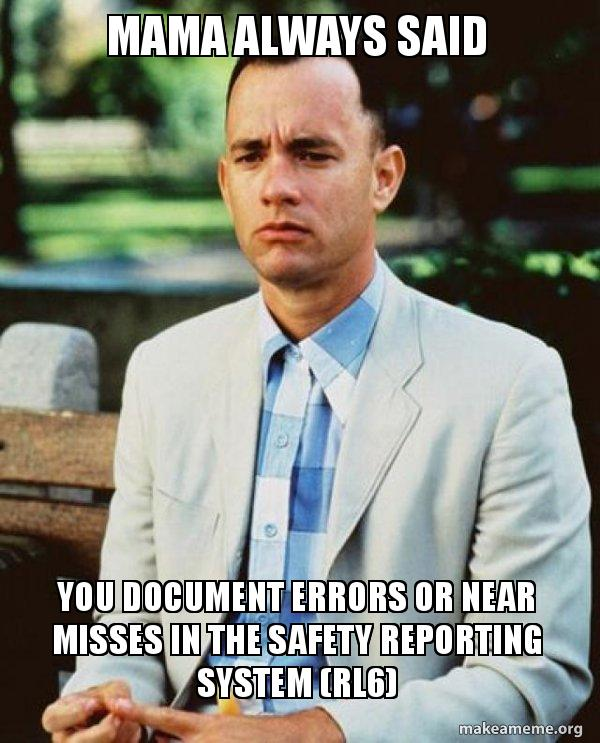 MAMA ALWAYS SAID
YOU DOCUMENT ERRORS OR NEAR
MISSES IN THE SAFETY REPORTING
SYSTEM (RL6)
makeameme.org